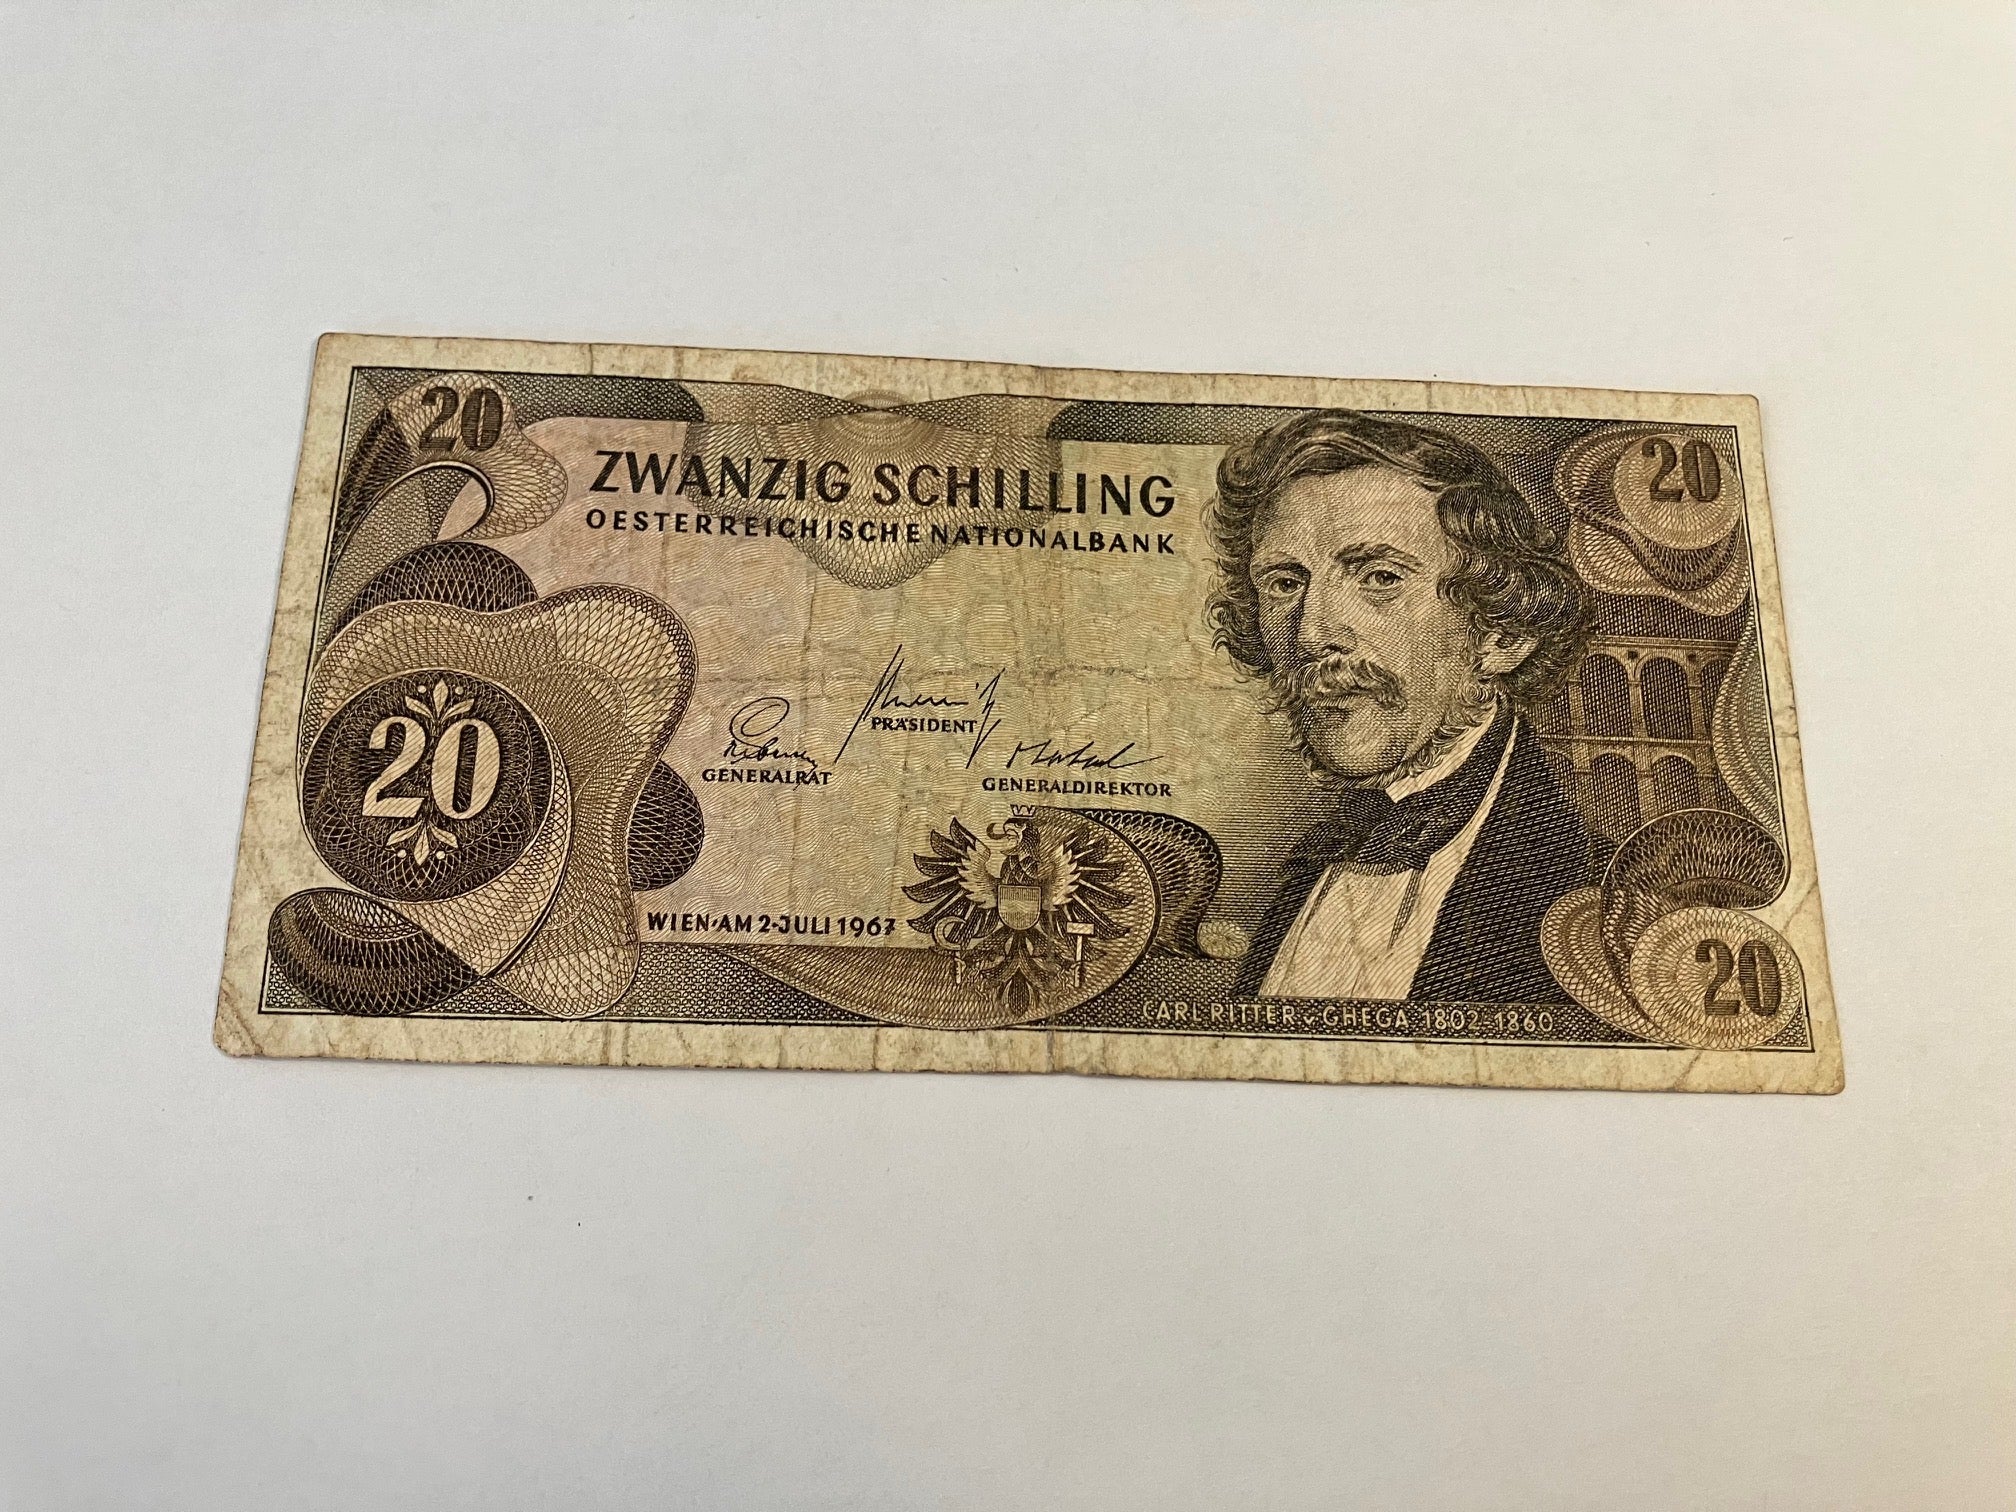 20
20
ZWANZIG SCHILLING
OESTERREICHISCHE NATIONALBANK
20
PRÄSIDENT
GENERALRAT
GENERALDIREKTOR
WIEN·AM 2·JULI 1967
20
CARL RITTER v GHEGA 1802-1860